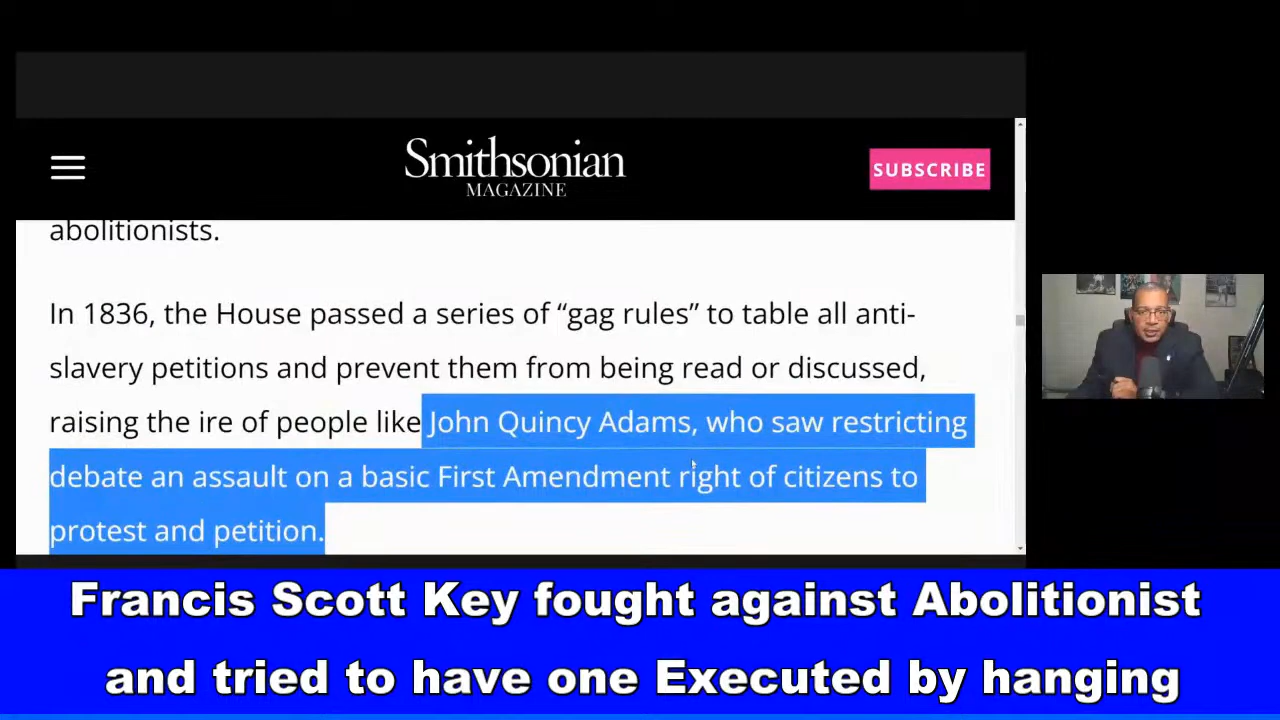 Smithsonian
MAGAZINE
SUBSCRIBE
abolitionists.
In 1836, the House passed a series of “gag rules” to table all anti-
slavery petitions and prevent them from being read or discussed,
raising the ire of people like John Quincy Adams, who saw restricting
debate an assault on a basic First Amendment right of citizens to
protest and petition.
Francis Scott Key fought against Abolitionist
and tried to have one Executed by hanging